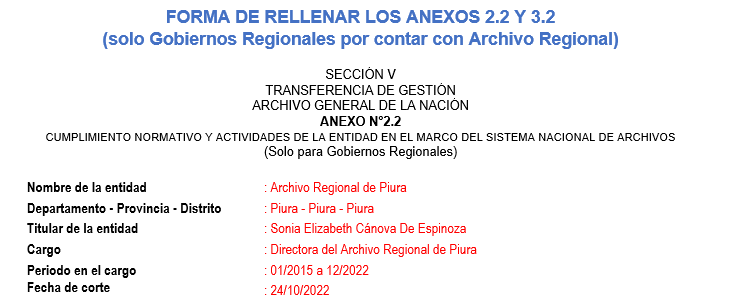 FORMA DE RELLENAR LOS ANEXOS 2.2 Y 3.2
(solo Gobiernos Regionales por contar con Archivo Regional)
SECCIÓN V
TRANSFERENCIA DE GESTIÓN
ARCHIVO GENERAL DE LA NACIÓN
ANEXO N°2.2
CUMPLIMIENTO NORMATIVO Y ACTIVIDADES DE LA ENTIDAD EN EL MARCO DEL SISTEMA NACIONAL DE ARCHIVOS
(Solo para Gobiernos Regionales)
Nombre de la entidad : Archivo Regional de Piura
Departamento - Provincia - Distrito : Piura - Piura - Piura
Titular de la entidad : Sonia Elizabeth Cánova De Espinoza
Cargo : Directora del Archivo Regional de Piura
Periodo en el cargo : 01/2015 a 12/2022
Fecha de corte : 24/10/2022